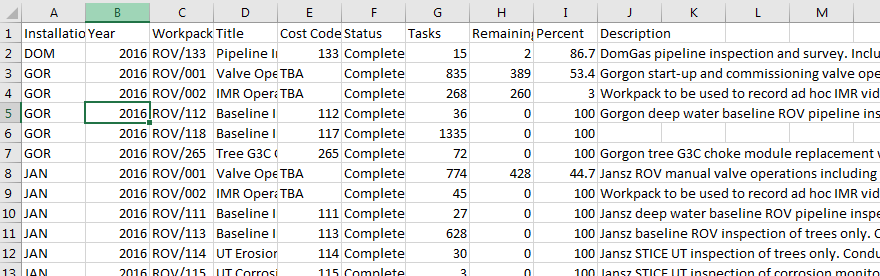 A B C D E F G H I J K L M
1 Installatio Year Workpack Title Cost Code Status Tasks Remaining Percent Description
2 DOM 2016 ROV/133 Pipeline I 133 Complete 15 2 86.7 DomGas pipeline inspection and survey. Inclu
3 GOR 2016 ROV/001 Valve Ope TBA Complete 835 389 53.4 Gorgon start-up and commissioning valve ope
4 GOR 2016 ROV/002 IMR Opera TBA Complete 268 260 3 Workpack to be used to record ad hoc IMR vid
5 GOR 2016 ROV/112 Baseline I 112 Complete 36 0 100 Gorgon deep water baseline ROV pipeline ins
6 GOR 2016 ROV/118 Baseline I 117 Complete 1335 0 100
7 GOR 2016 ROV/265 Tree G3C 265 Complete 72 0 100 Gorgon tree G3C choke module replacement
8 JAN 2016 ROV/001 Valve Ope TBA Complete 774 428 44.7 Jansz ROV manual valve operations including
9 JAN 2016 ROV/002 IMR Opera TBA Complete 45 0 100 Workpack to be used to record ad hoc IMR vid
10 JAN 2016 ROV/111 Baseline I 111 Complete 27 0 100 Jansz deep water baseline ROV pipeline inspe
11 JAN 2016 ROV/113 Baseline I 113 Complete 628 0 100 Jansz baseline ROV inspection of trees only. C
12 JAN 2016 ROV/114 UT Erosior 114 Complete 30 0 100 Jansz STICE UT inspection of trees only. Condu
13 JAN 2016 ROV/115 UT Corrosi 115 Complete 3 0 100 Jansz STICE UT inspection of corrosion monito